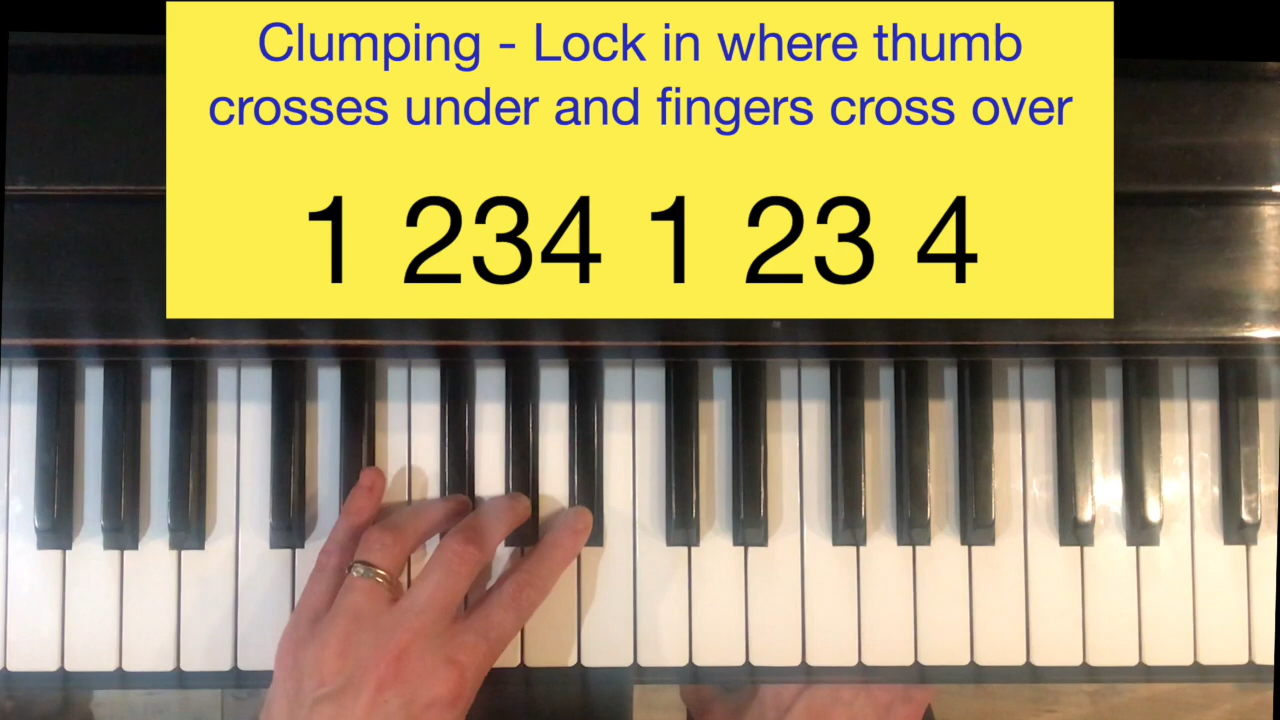 Clumping - Lock in where thumb
crosses under and fingers cross over
1 234 1 23 4